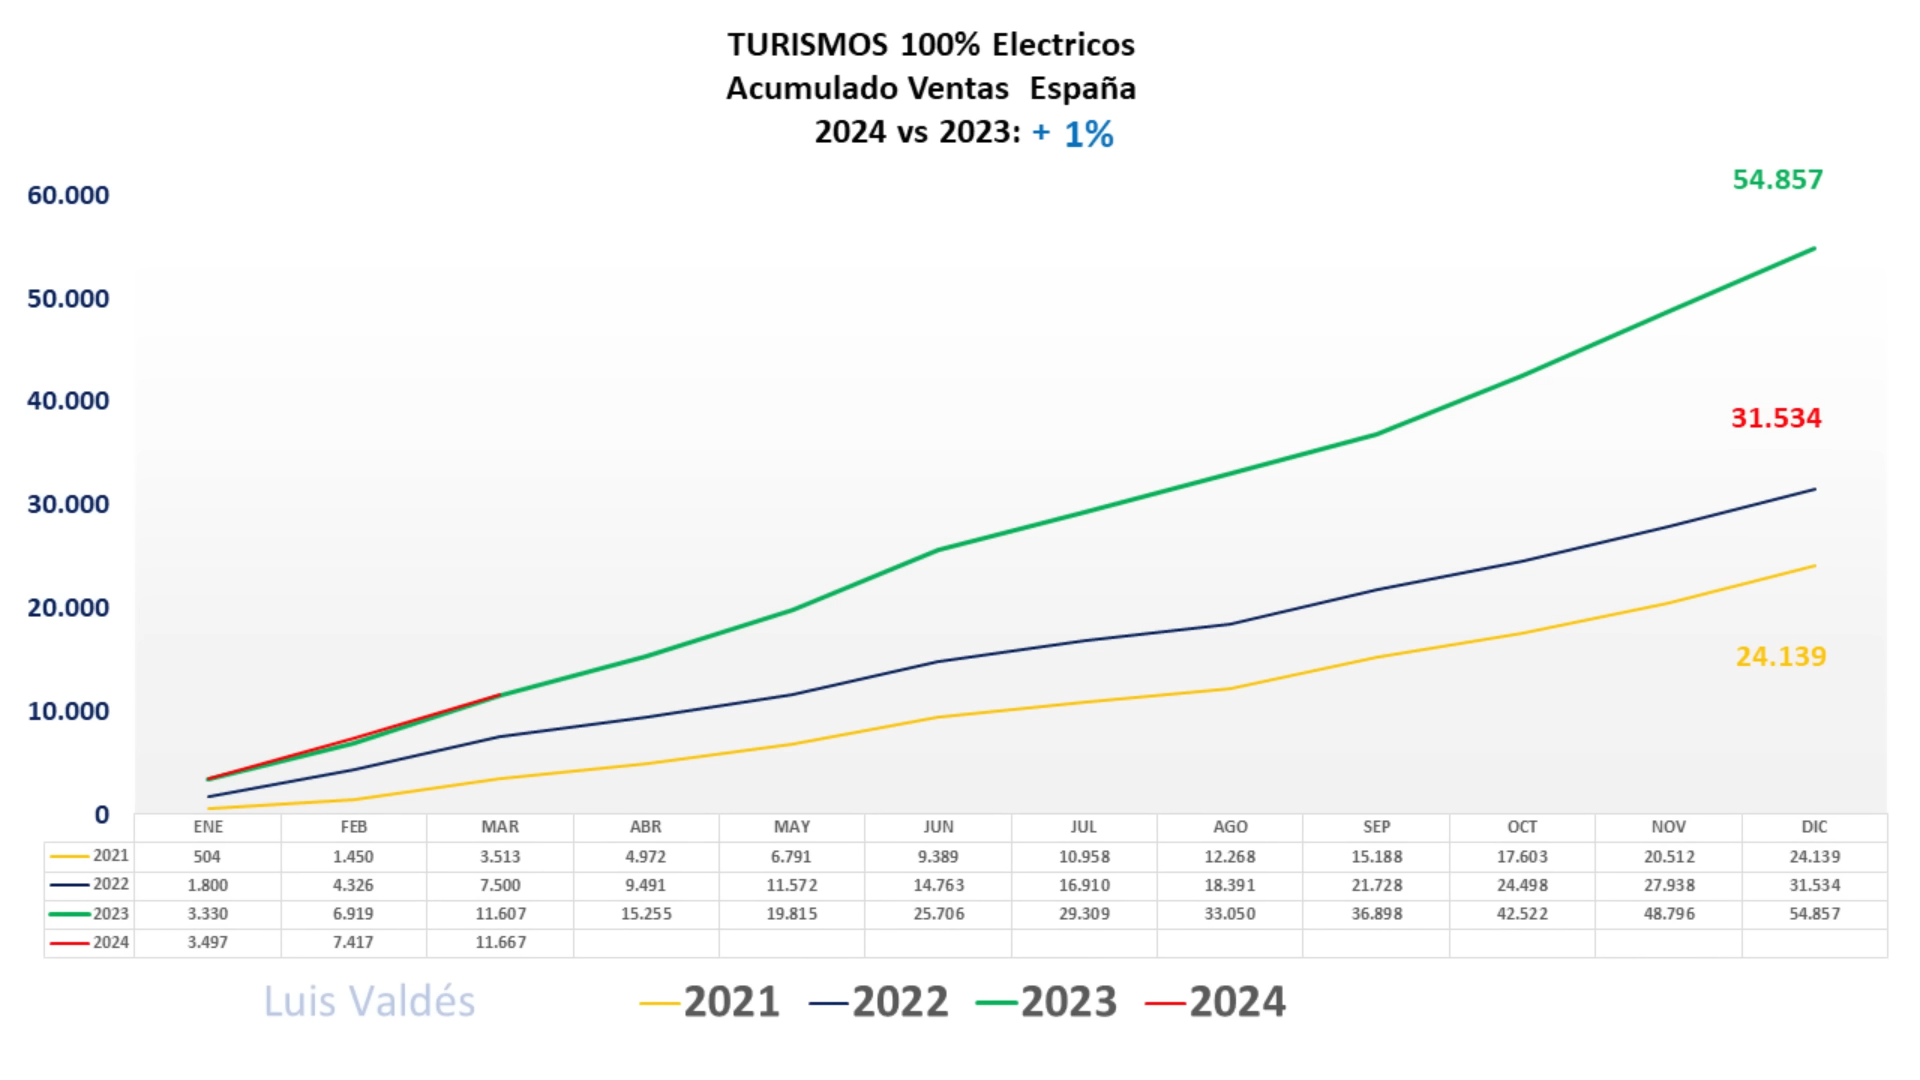 TURISMOS 100% Electricos
Acumulado Ventas España
2024 vs 2023: + 1%
54.857
60.000
50.000
40.000
31.534
30.000
20.000
24.139
10.000
0
ENE FEB MAR ABR MAY JUN JUL AGO SEP OCT NOV DIC
2021 504 1.450 3.513 4.972 6.791 9.389 10.958 12.268 15.188 17.603 20.512 24.139
2022 1.800 4.326 7.500 9.491 11.572 14.763 16.910 18.391 21.728 24.498 27.938 31.534
2023 3.330 6.919 11.607 15.255 19.815 25.706 29.309 33.050 36.898 42.522 48.796 54.857
2024 3.497 7.417 11.667
Luis Valdés 2021 2022 2023 2024